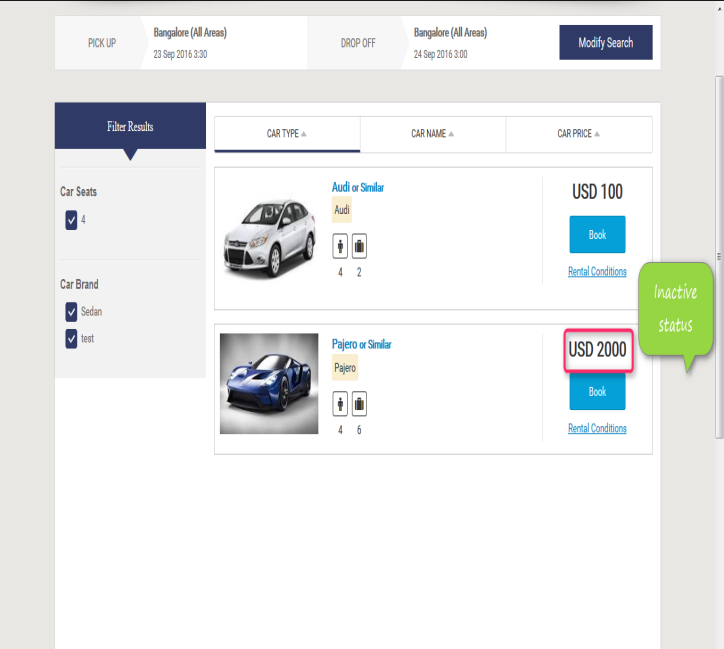 PICK UP
Bangalore (All Areas)
23 Sep 2016 3:30
DROP OFF
Bangalore (All Areas)
24 Sep 2016 3:00
Modify Search
Filter Results
Car Seats
4
Car Brand
Sedan
test
CAR TYPE
CAR NAME
CAR PRICE
Audi or Similar
Audi
4 2
USD 100
Book
Rental Conditions
Pajero or Similar
Pajero
4 6
USD 2000
Book
Rental Conditions
Inactive
status